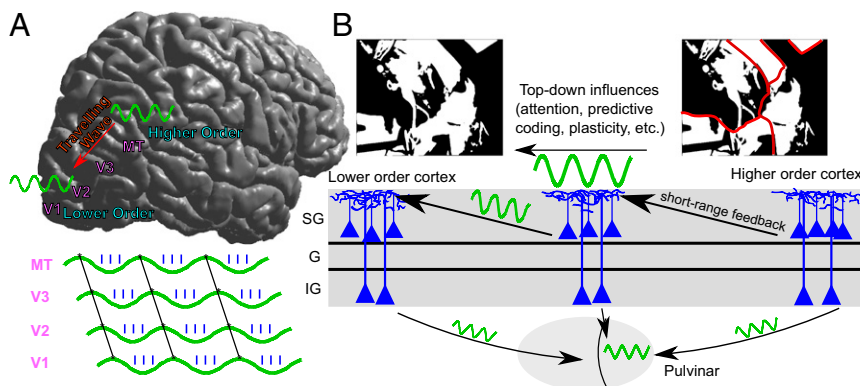 A
Travelling
Wave
Higher Order
MT
V3
V2
V1
Lower Order
MT
V3
V2
V1
B
Top-down influences
(attention, predictive
coding, plasticity, etc.)
Lower order cortex
Higher order cortex
SG
short-range feedback
G
IG
Pulvinar